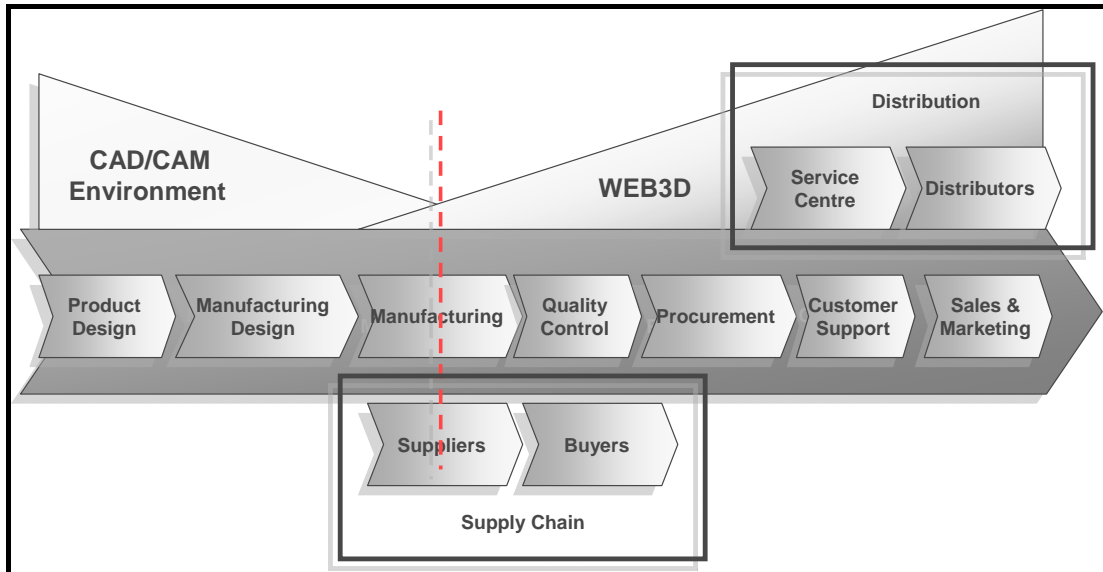 Distribution
CAD/CAM
Environment
WEB3D
Service
Centre
Distributors
Product
Design
Manufacturing
Design
Manufacturing
Quality
Control
Procurement
Customer
Support
Sales &
Marketing
Suppliers
Buyers
Supply Chain